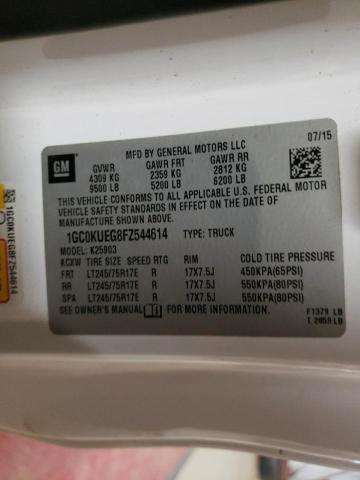 07/15
MFD BY GENERAL MOTORS LLC
GM
GVWR GAWR FRT GAWR RR
4309 KG 2359 KG 2812 KG
9500 LB 5200 LB 6200 LB
THIS VEHICLE CONFORMS TO ALL APPLICABLE U.S. FEDERAL MOTOR
VEHICLE SAFETY STANDARDS IN EFFECT ON THE DATE OF
MANUFACTURE SHOWN ABOVE.
1GC0KUEG8FZ544614 TYPE: TRUCK
MODEL: K25903
KCXW TIRE SIZE SPEED RTG RIM COLD TIRE PRESSURE
FRT LT245/75R17E R 17X7.5J 450KPA(65PSI)
RR LT245/75R17E R 17X7.5J 550KPA(80PSI)
SPA LT245/75R17E R 17X7.5J 550KPA(80PSI)
SEE OWNER'S MANUAL FOR MORE INFORMATION.
F1379 LB
T 2859 LB
1GC0KUEG8FZ544614